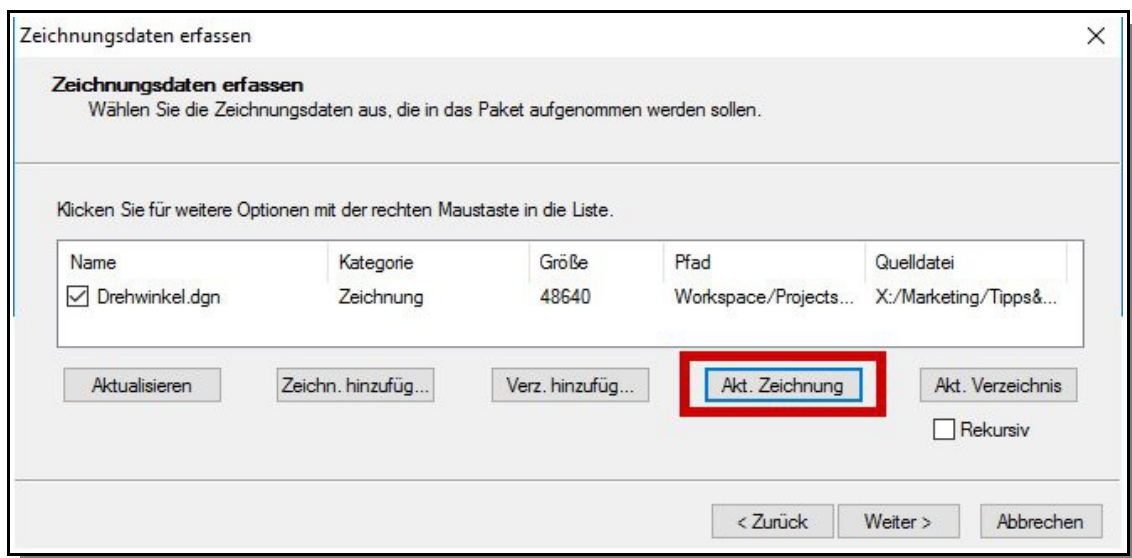 Zeichnungsdaten erfassen
Zeichnungsdaten erfassen
Wählen Sie die Zeichnungsdaten aus, die in das Paket aufgenommen werden sollen.
Klicken Sie für weitere Optionen mit der rechten Maustaste in die Liste.
Name Kategorie Größe Pfad Quelldatei
Drehwinkel.dgn Zeichnung 48640 Workspace/Projects... X:/Marketing/Tipps&...
Aktualisieren Zeichn. hinzufüg... Verz. hinzufüg... Akt. Zeichnung Akt. Verzeichnis
Rekursiv
< Zurück Weiter > Abbrechen